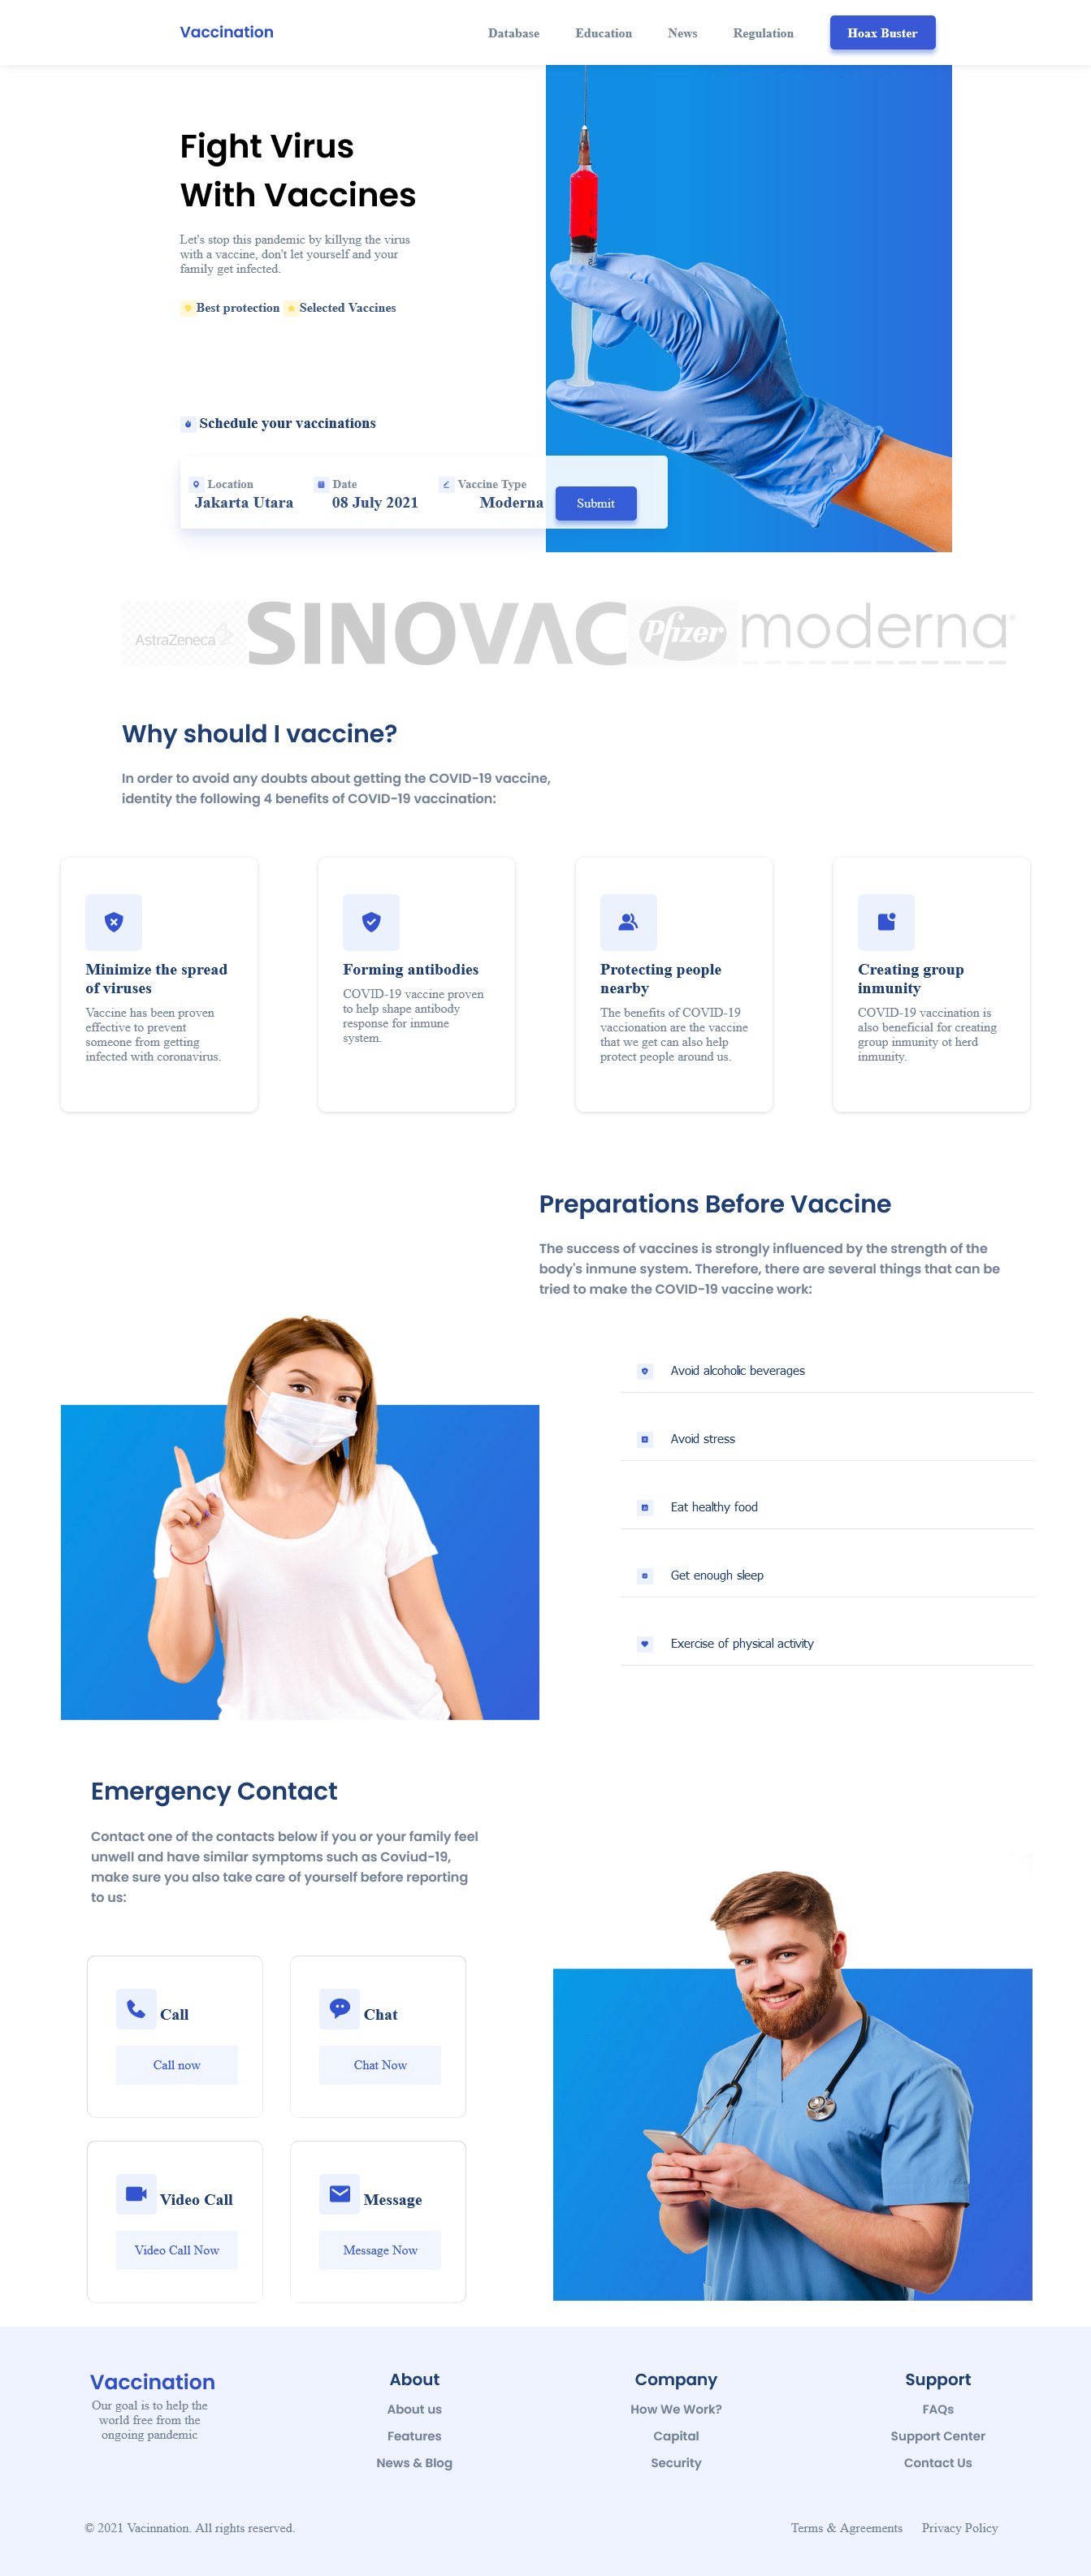 Vaccination
Database Education News Regulation Hoax Buster
Fight Virus
With Vaccines
Let's stop this pandemic by killyng the virus
with a vaccine, don't let yourself and your
family get infected.
Best protection Selected Vaccines
Schedule your vaccinations
Location Date Vaccine Type
Jakarta Utara 08 July 2021 Moderna Submit
AstraZeneca SINOVAC Pfizer moderna®
Why should I vaccine?
In order to avoid any doubts about getting the COVID-19 vaccine,
identity the following 4 benefits of COVID-19 vaccination:
Minimize the spread
of viruses
Vaccine has been proven
effective to prevent
someone from getting
infected with coronavirus.
Forming antibodies
COVID-19 vaccine proven
to help shape antibody
response for inmune
system.
Protecting people
nearby
The benefits of COVID-19
vaccionation are the vaccine
that we get can also help
protect people around us.
Creating group
inmunity
COVID-19 vaccination is
also beneficial for creating
group inmunity ot herd
inmunity.
Preparations Before Vaccine
The success of vaccines is strongly influenced by the strength of the
body's inmune system. Therefore, there are several things that can be
tried to make the COVID-19 vaccine work:
Avoid alcoholic beverages
Avoid stress
Eat healthy food
Get enough sleep
Exercise of physical activity
Emergency Contact
Contact one of the contacts below if you or your family feel
unwell and have similar symptoms such as Coviud-19,
make sure you also take care of yourself before reporting
to us:
Call
Call now
Chat
Chat Now
Video Call
Video Call Now
Message
Message Now
Vaccination
Our goal is to help the
world free from the
ongoing pandemic
About
About us
Features
News & Blog
Company
How We Work?
Capital
Security
Support
FAQs
Support Center
Contact Us
© 2021 Vacinnation. All rights reserved.
Terms & Agreements Privacy Policy